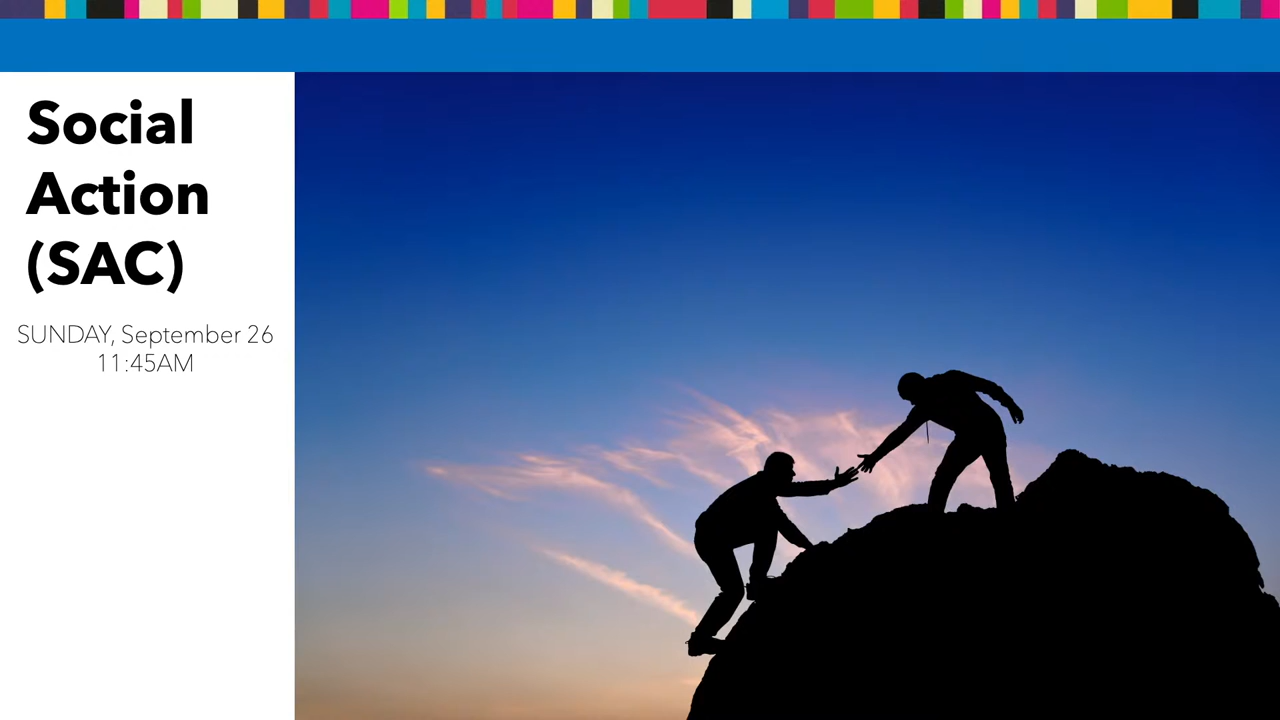 Social
Action
(SAC)
SUNDAY, September 26
11:45AM